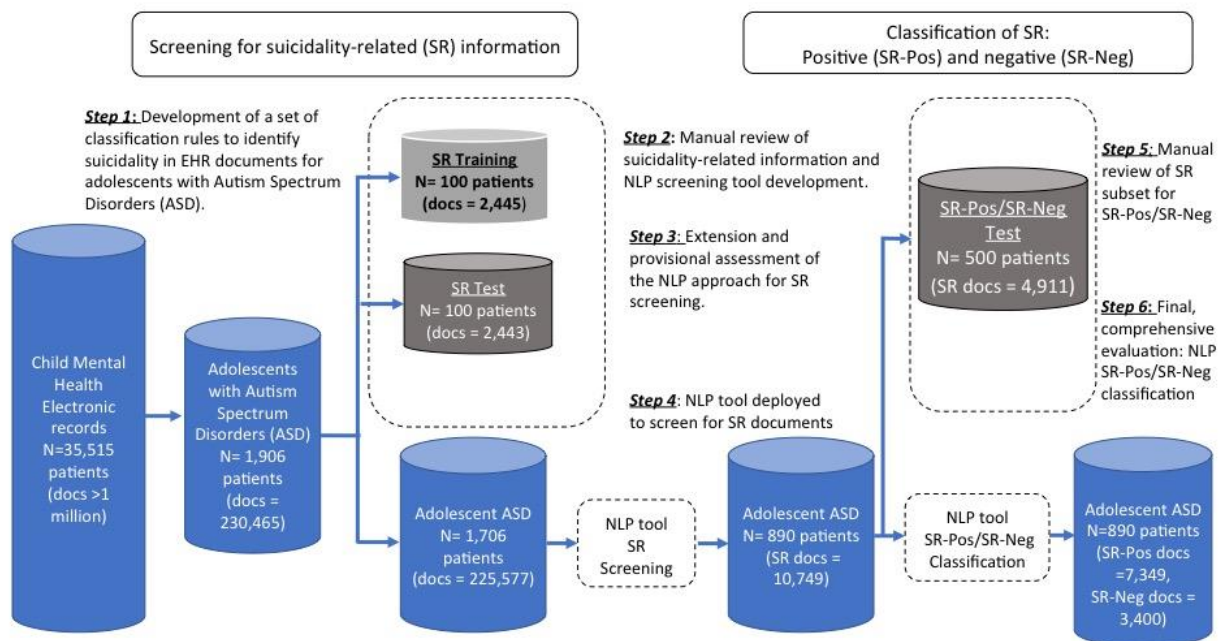 Screening for suicidality-related (SR) information
Classification of SR:
Positive (SR-Pos) and negative (SR-Neg)
Step 1: Development of a set of
classification rules to identify
suicidality in EHR documents for
adolescents with Autism Spectrum
Disorders (ASD).
SR Training
N= 100 patients
(docs = 2,445)
SR Test
N= 100 patients
(docs = 2,443)
Step 2: Manual review of
suicidality-related information and
NLP screening tool development.
Step 3: Extension and
provisional assessment of
the NLP approach for SR
screening.
Step 4: NLP tool deployed
to screen for SR documents
SR-Pos/SR-Neg
Test
N= 500 patients
(SR docs = 4,911)
Step 5: Manual
review of SR
subset for
SR-Pos/SR-Neg
Step 6: Final,
comprehensive
evaluation: NLP
SR-Pos/SR-Neg
classification
Child Mental
Health
Electronic
records
N=35,515
patients
(docs >1
million)
Adolescents
with Autism
Spectrum
Disorders (ASD)
N= 1,906
patients
(docs =
230,465)
Adolescent ASD
N= 1,706
patients
(docs = 225,577)
NLP tool
SR
Screening
Adolescent ASD
N= 890 patients
(SR docs =
10,749)
NLP tool
SR-Pos/SR-Neg
Classification
Adolescent ASD
N=890 patients
(SR-Pos docs
=7,349,
SR-Neg docs =
3,400)